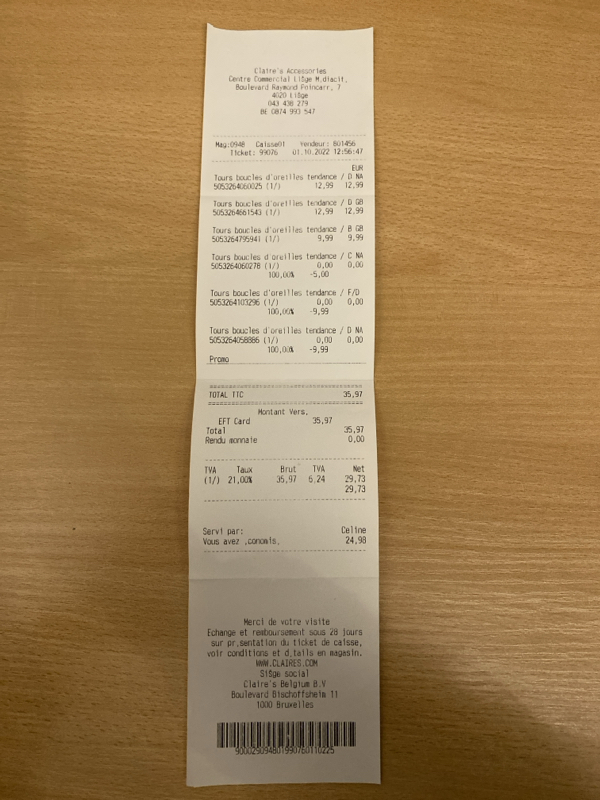 Claire's Accessories
Centre Commercial Lißge M.diacit,
Boulevard Raymond Poincarr, 7
4020 Lißge
043 438 279
BE 0874 993 547
Mag:0948 Caisse01 Vendeur: 801456
Ticket: 99076 01.10.2022 12:56:47
EUR
Tours boucles d'oreilles tendance / D NA
5053264060025 (1/) 12,99 12,99
Tours boucles d'oreilles tendance / D GB
5053264661543 (1/) 12,99 12,99
Tours boucles d'oreilles tendance / B GB
5053264795941 (1/) 9,99 9,99
Tours boucles d'oreilles tendance / C NA
5053264060278 (1/) 0,00 0,00
100,00% -5,00
Tours boucles d'oreilles tendance / F/D
5053264103296 (1/) 0,00 0,00
100,00% -9,99
Tours boucles d'oreilles tendance / D NA
5053264058886 (1/) 0,00 0,00
100,00% -9,99
Promo
TOTAL TTC 35,97
Montant Vers,
EFT Card 35,97
Total 35,97
Rendu monnaie 0,00
TVA Taux Brut TVA Net
(1/) 21,00% 35,97 6,24 29,73
29,73
Servi par: Celine
Vous avez ,conomis, 24,98
Merci de votre visite
Echange et remboursement sous 28 jours
sur pr,sentation du ticket de caisse,
voir conditions et d,tails en magasin.
WWW.CLAIRES.COM
Sißge social
Claire's Belgium B.V
Boulevard Bischoffsheim 11
1000 Bruxelles
900029094801990760110225